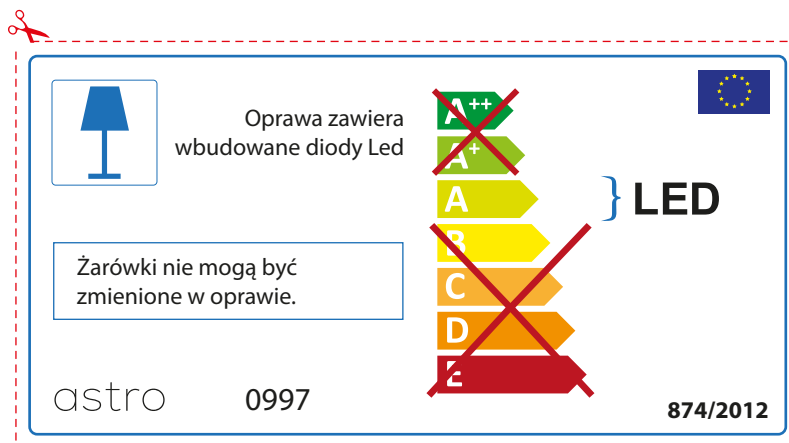 Oprawa zawiera
wbudowane diody Led
A++
A+
A
B
C
D
E
LED
Żarówki nie mogą być
zmienione w oprawie.
astro
0997
874/2012